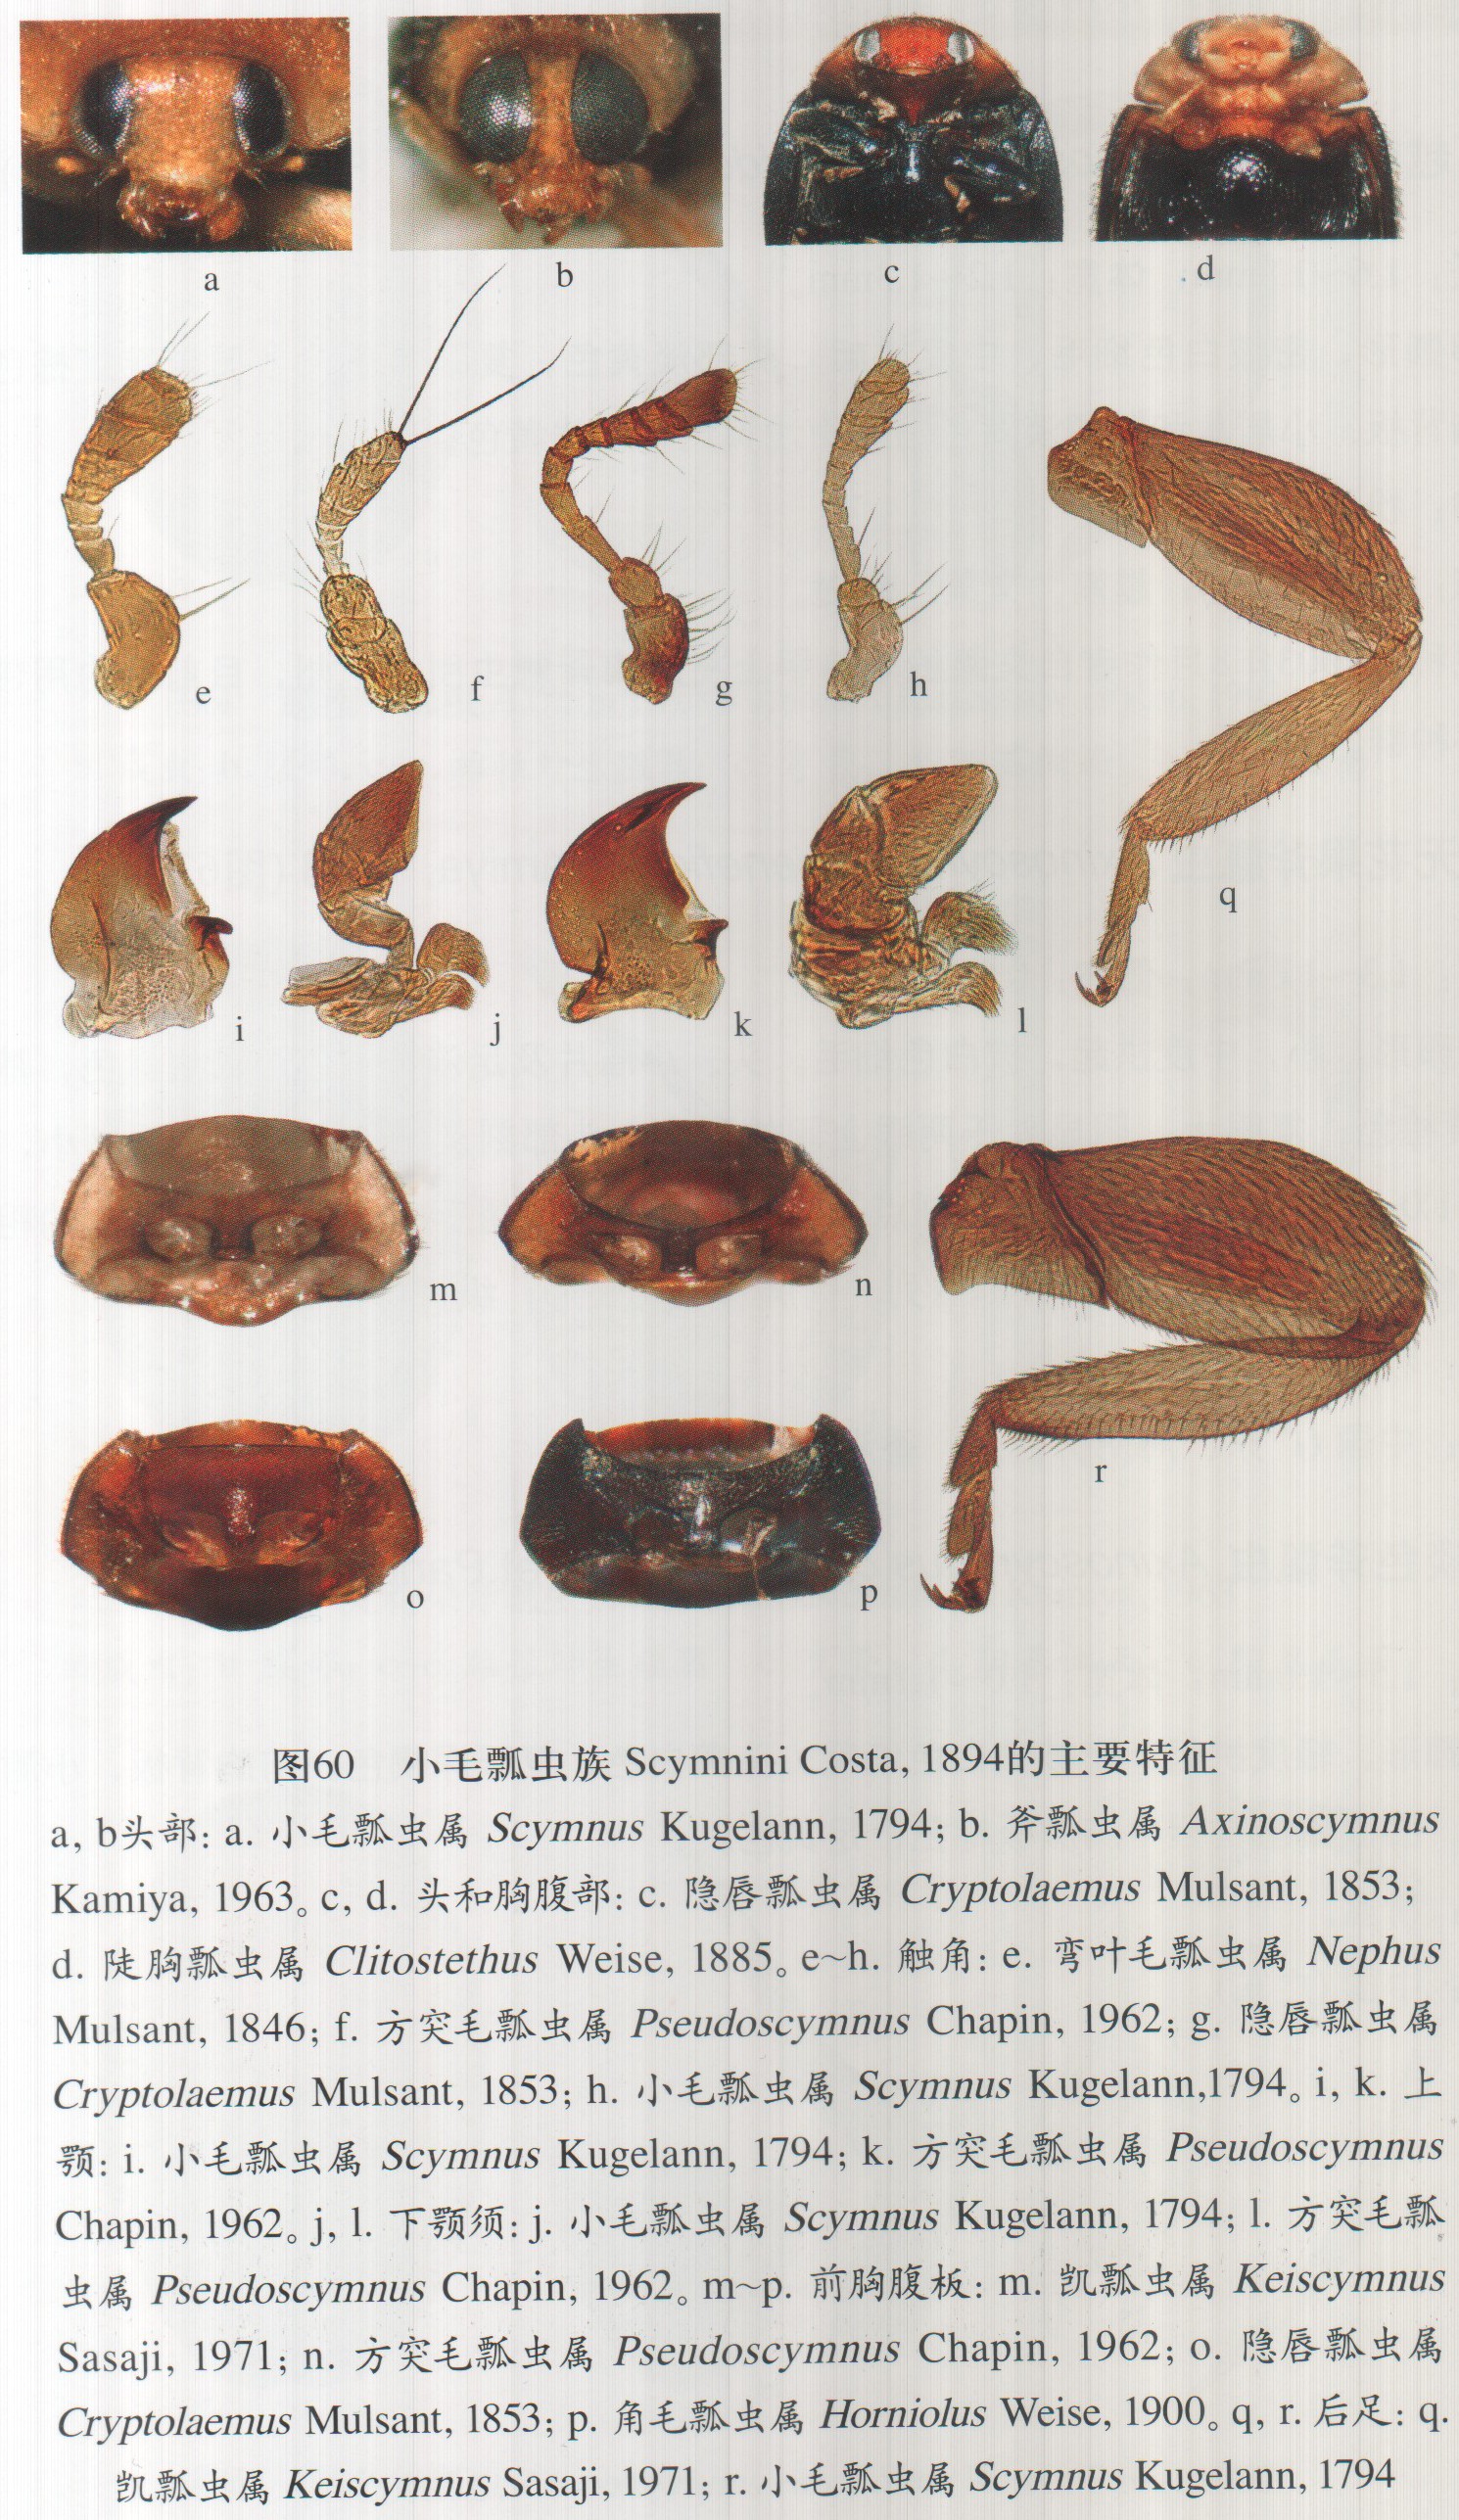 a
b
c
d
e
f
g
h
q
i
j
k
l
m
n
o
p
r
图60 小毛瓢虫族 Scymnini Costa, 1894的主要特征
a, b头部: a. 小毛瓢虫属 Scymnus Kugelann, 1794; b. 斧瓢虫属 Axinoscymnus
Kamiya, 1963。c, d. 头和胸腹部: c. 隐唇瓢虫属 Cryptolaemus Mulsant, 1853;
d. 陡胸瓢虫属 Clitostethus Weise, 1885。e~h. 触角: e. 弯叶毛瓢虫属 Nephus
Mulsant, 1846; f. 方突毛瓢虫属 Pseudoscymnus Chapin, 1962; g. 隐唇瓢虫属
Cryptolaemus Mulsant, 1853; h. 小毛瓢虫属 Scymnus Kugelann,1794。i, k. 上
颚: i. 小毛瓢虫属 Scymnus Kugelann, 1794; k. 方突毛瓢虫属 Pseudoscymnus
Chapin, 1962。j, l. 下颚须: j. 小毛瓢虫属 Scymnus Kugelann, 1794; l. 方突毛瓢
虫属 Pseudoscymnus Chapin, 1962。m~p. 前胸腹板: m. 凯瓢虫属 Keiscymnus
Sasaji, 1971; n. 方突毛瓢虫属 Pseudoscymnus Chapin, 1962; o. 隐唇瓢虫属
Cryptolaemus Mulsant, 1853; p. 角毛瓢虫属 Horniolus Weise, 1900。q, r. 后足: q.
凯瓢虫属 Keiscymnus Sasaji, 1971; r. 小毛瓢虫属 Scymnus Kugelann, 1794